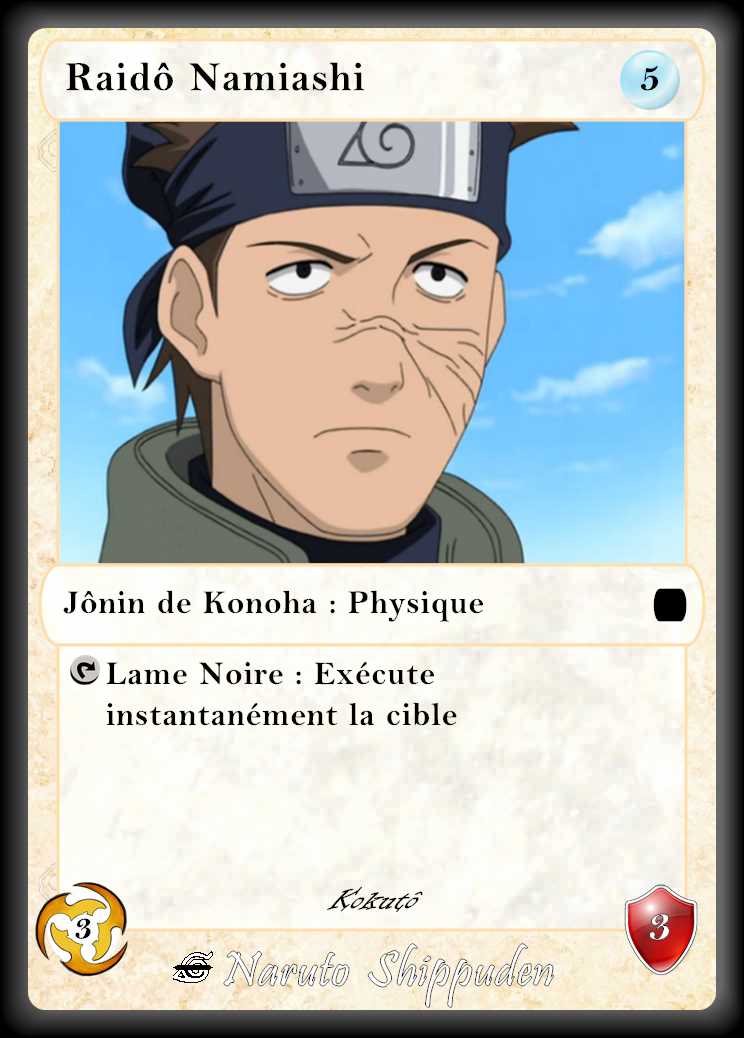 Raidô Namiashi
5
Jônin de Konoha : Physique
Lame Noire : Exécute
instantanément la cible
Kokutô
3
3
Naruto Shippuden